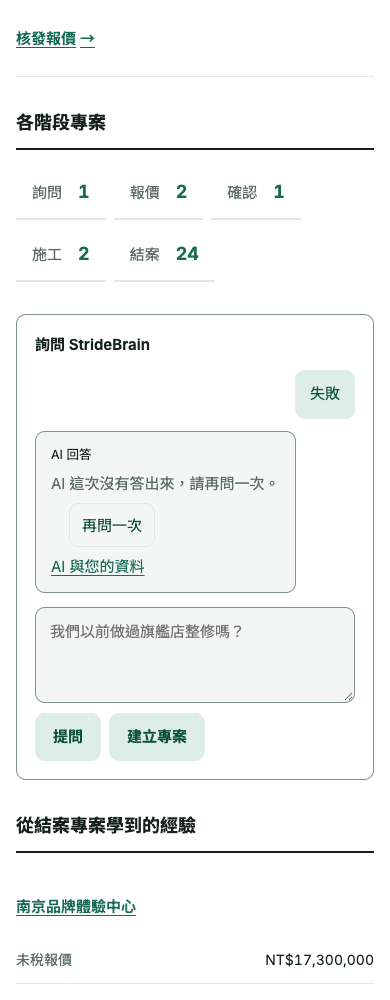 核發報價 →
各階段專案
詢問 1
報價 2
確認 1
施工 2
結案 24
詢問 StrideBrain
失敗
AI 回答
AI 這次沒有答出來，請再問一次。
再問一次
AI 與您的資料
我們以前做過旗艦店整修嗎？
提問
建立專案
從結案專案學到的經驗
南京品牌體驗中心
未稅報價 NT$17,300,000